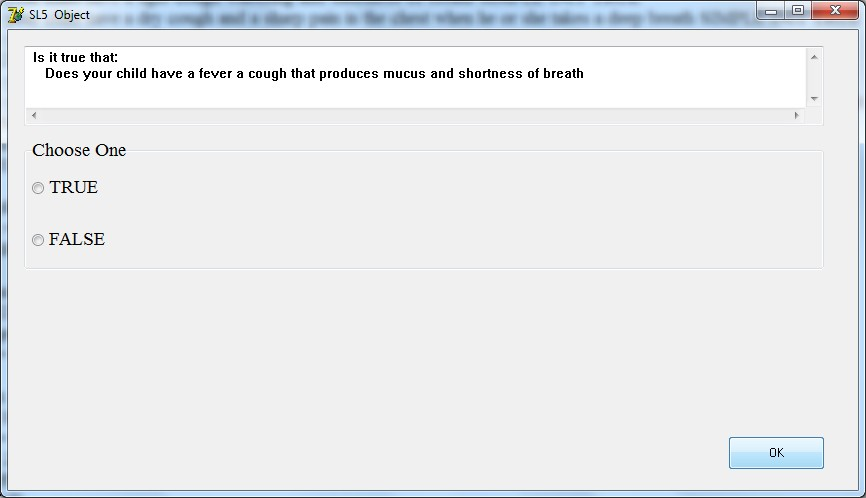 have a dry cough and a sharp pain in the chest when he or she takes a deep breath SIMPLE
SL5 Object
Is it true that:
Does your child have a fever a cough that produces mucus and shortness of breath
Choose One
TRUE
FALSE
OK